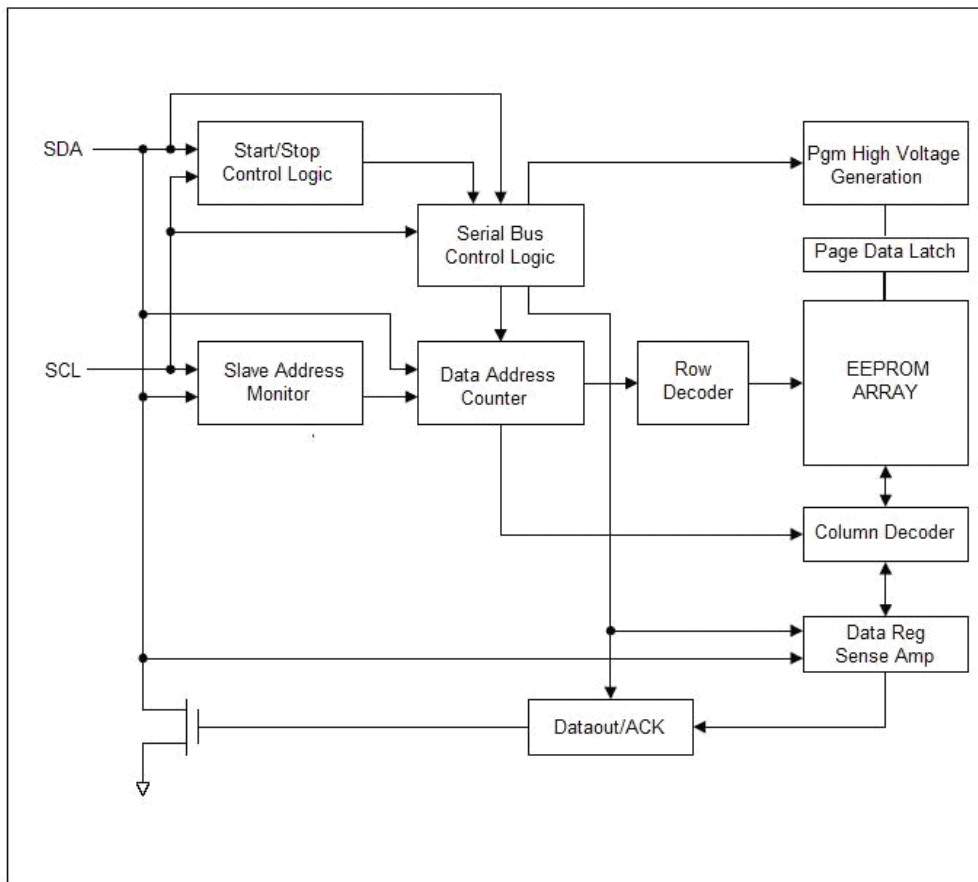 SDA
Start/Stop
Control Logic
Pgm High Voltage
Generation
Serial Bus
Control Logic
Page Data Latch
SCL
Slave Address
Monitor
Data Address
Counter
Row
Decoder
EEPROM
ARRAY
Column Decoder
Data Reg
Sense Amp
Dataout/ACK